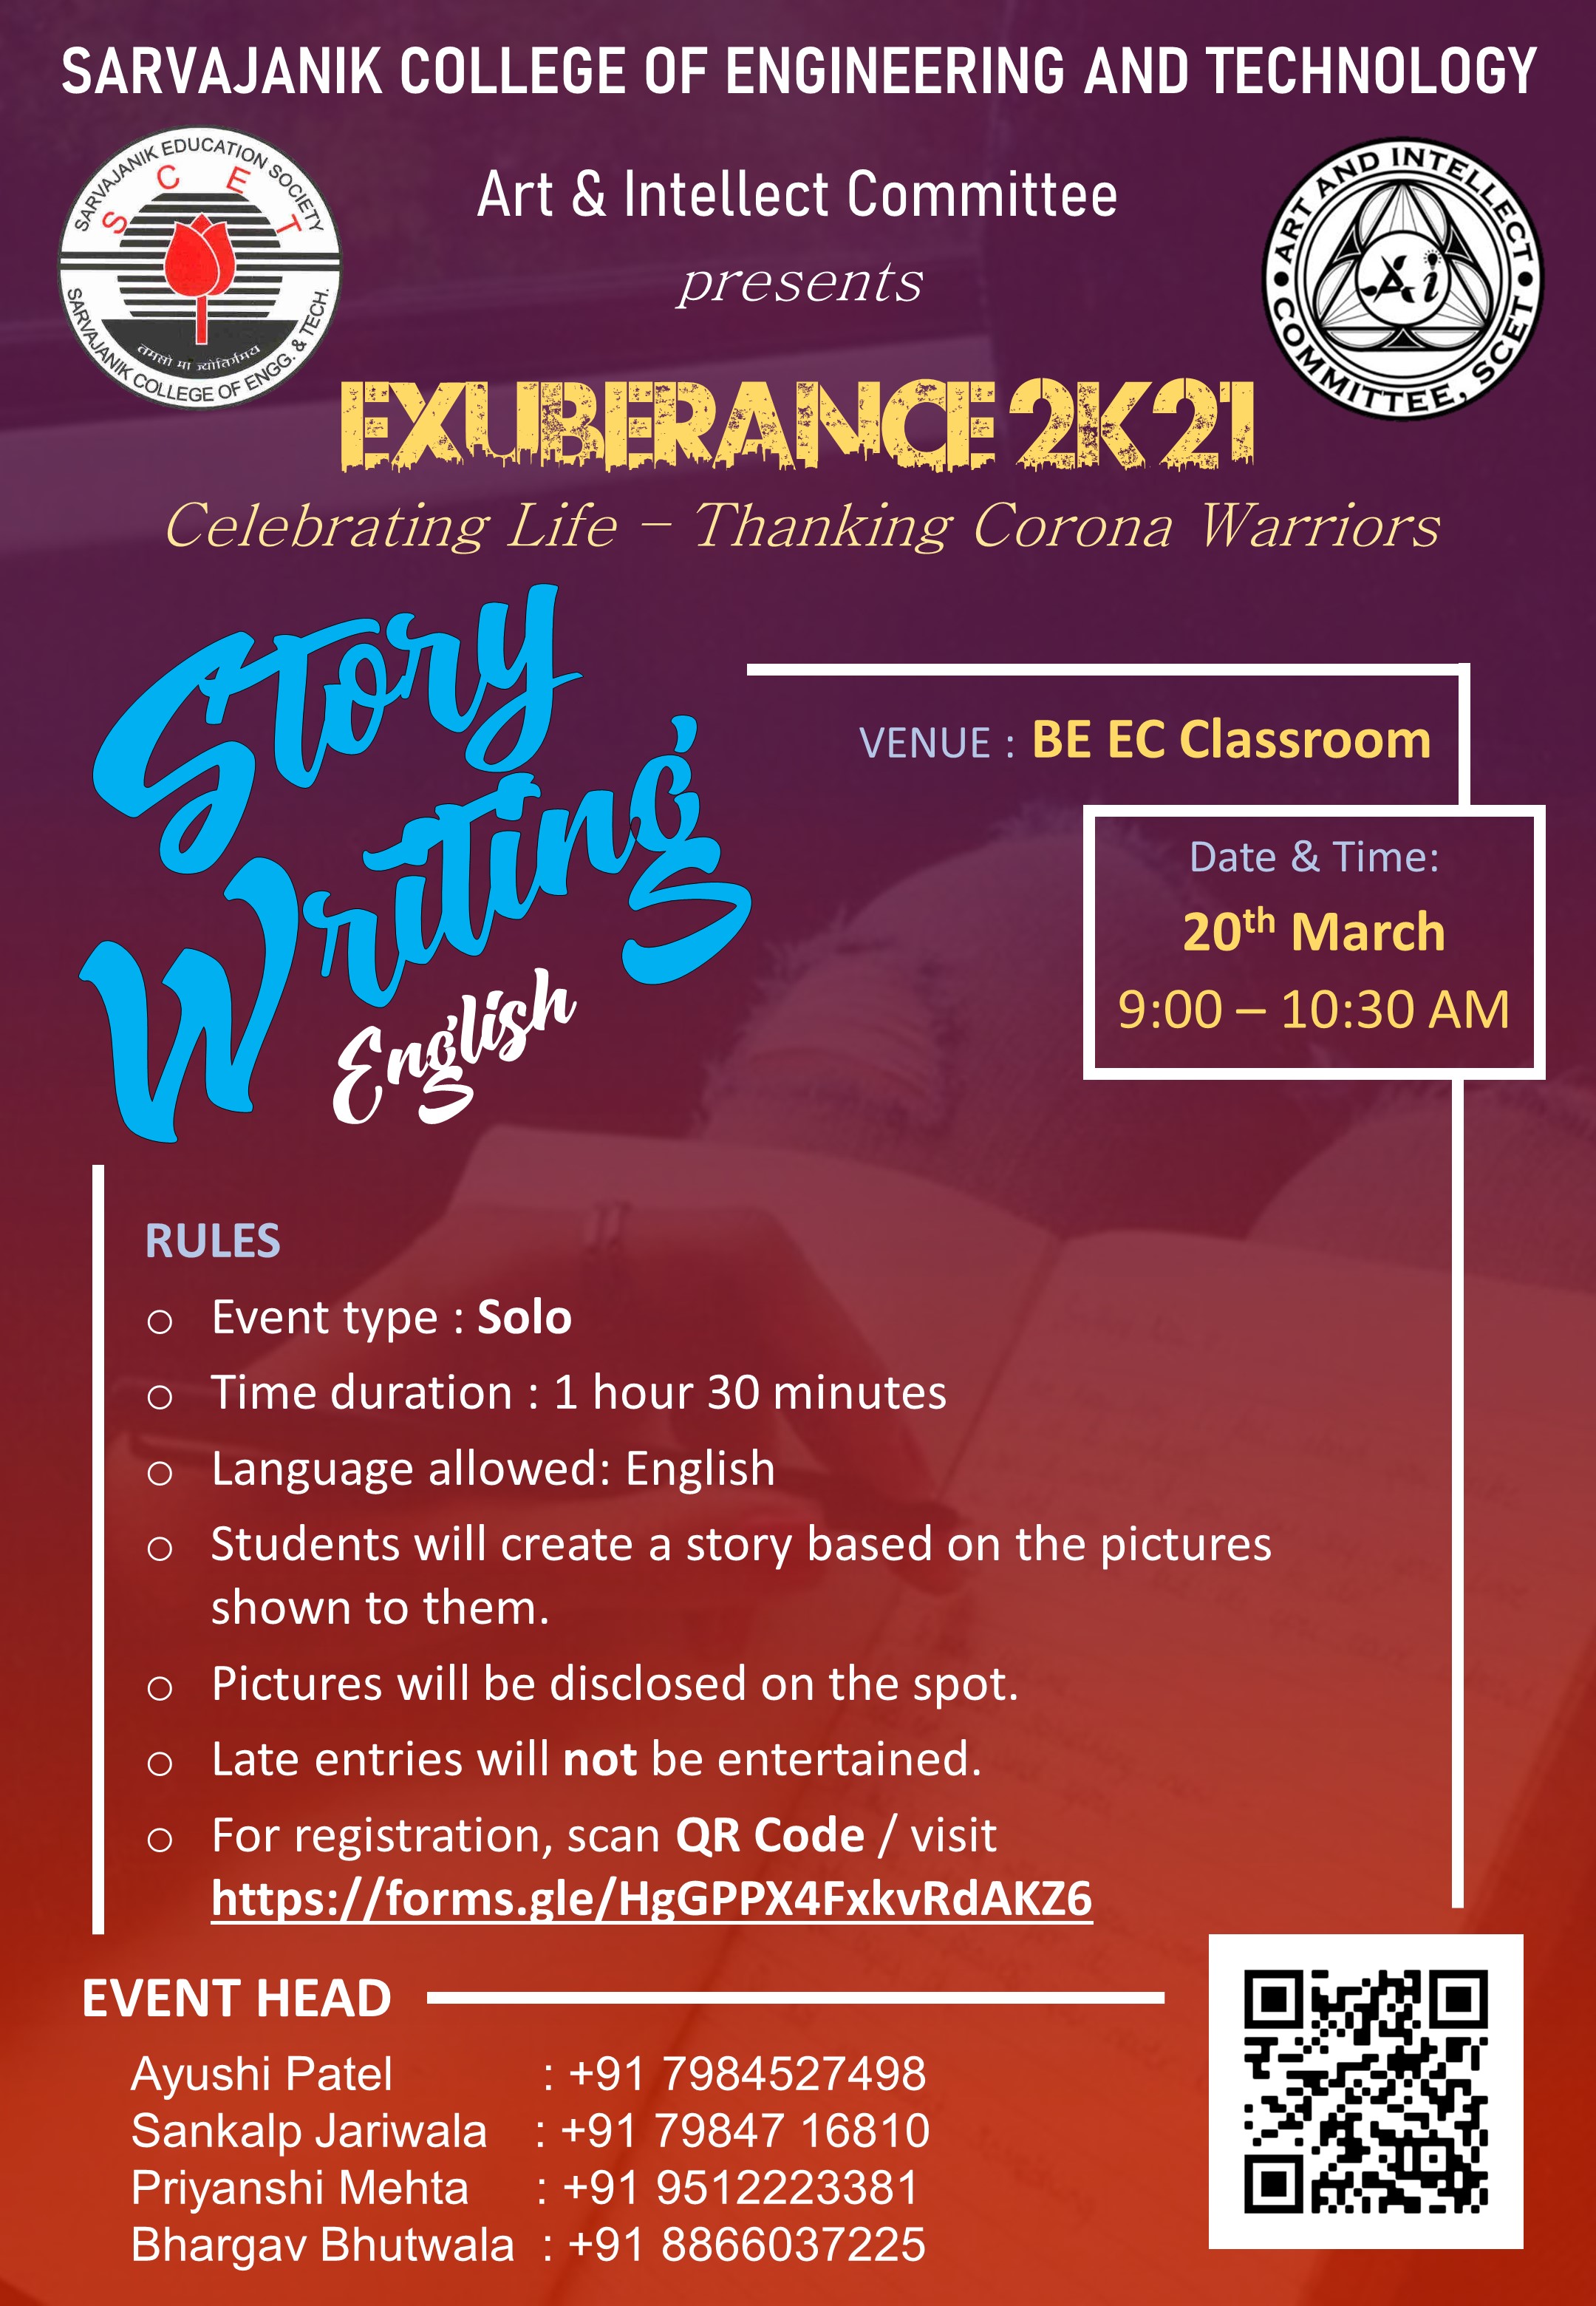 SARVAJANIK COLLEGE OF ENGINEERING AND TECHNOLOGY
SARVAJANIK EDUCATION SOCIETY
S C E T
तमसो मा ज्योतिर्गमय
SARVAJANIK COLLEGE OF ENGG. & TECH.
Art & Intellect Committee
presents
ART AND INTELLECT
Ai
COMMITTEE, SCET
EXUBERANCE 2K21
Celebrating Life – Thanking Corona Warriors
Story
Writing
English
VENUE : BE EC Classroom
Date & Time:
20th March
9:00 – 10:30 AM
RULES
o Event type : Solo
o Time duration : 1 hour 30 minutes
o Language allowed: English
o Students will create a story based on the pictures
shown to them.
o Pictures will be disclosed on the spot.
o Late entries will not be entertained.
o For registration, scan QR Code / visit
https://forms.gle/HgGPPX4FxkvRdAKZ6
EVENT HEAD
Ayushi Patel : +91 7984527498
Sankalp Jariwala : +91 79847 16810
Priyanshi Mehta : +91 9512223381
Bhargav Bhutwala : +91 8866037225